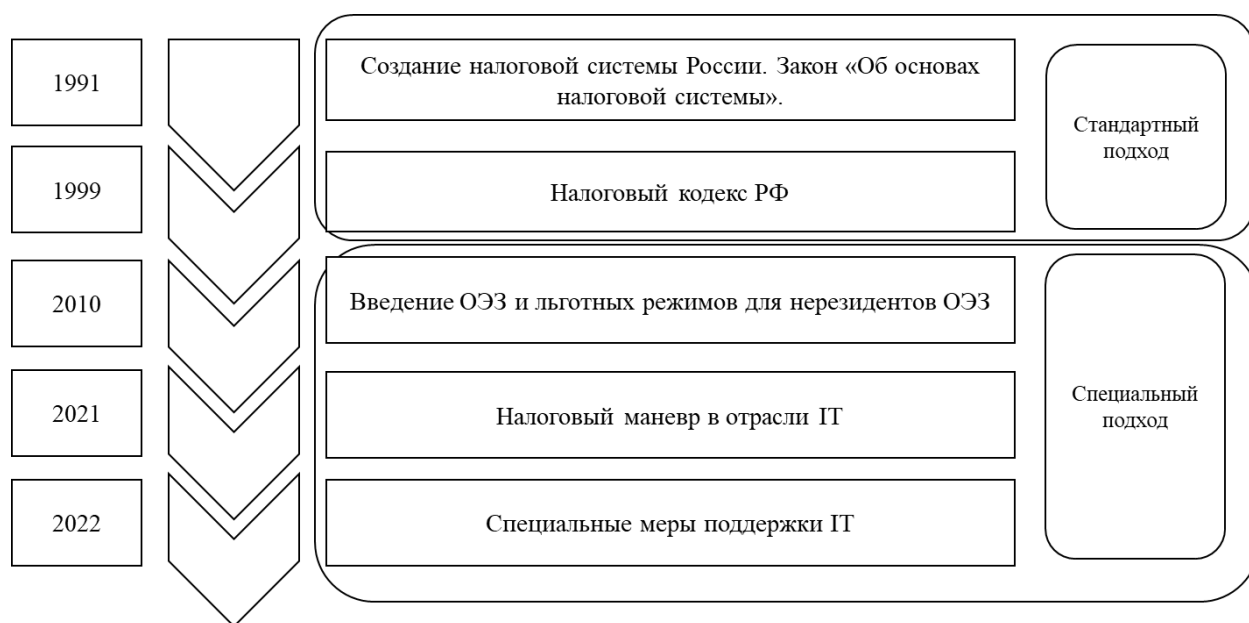 1991
Создание налоговой системы России. Закон «Об основах
налоговой системы».
Стандартный
подход
1999
Налоговый кодекс РФ
2010
Введение ОЭЗ и льготных режимов для нерезидентов ОЭЗ
2021
Налоговый маневр в отрасли IT
Специальный
подход
2022
Специальные меры поддержки IT